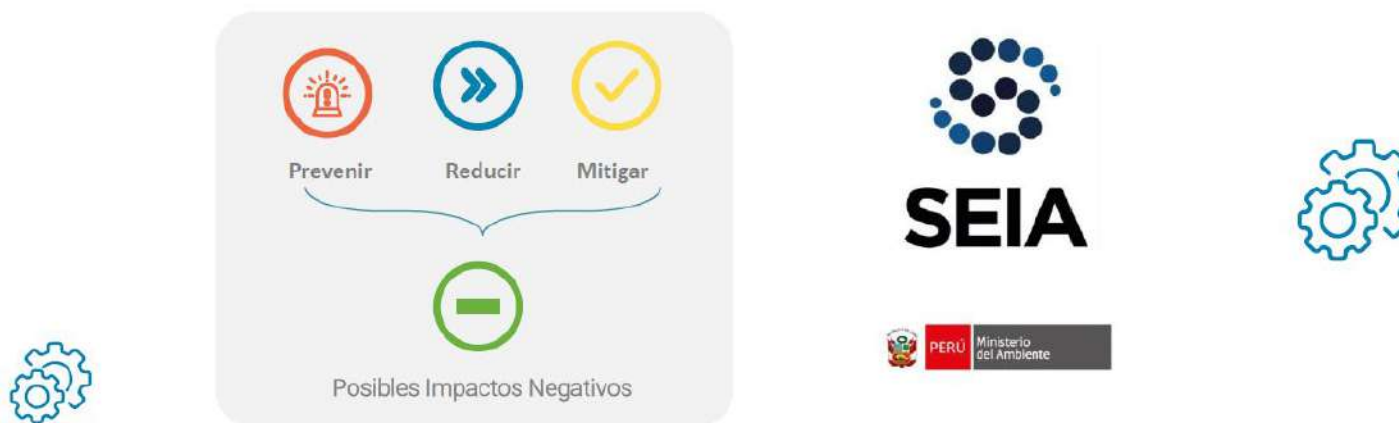 Prevenir
Reducir
Mitigar
Posibles Impactos Negativos
SEIA
PERÚ
Ministerio
del Ambiente